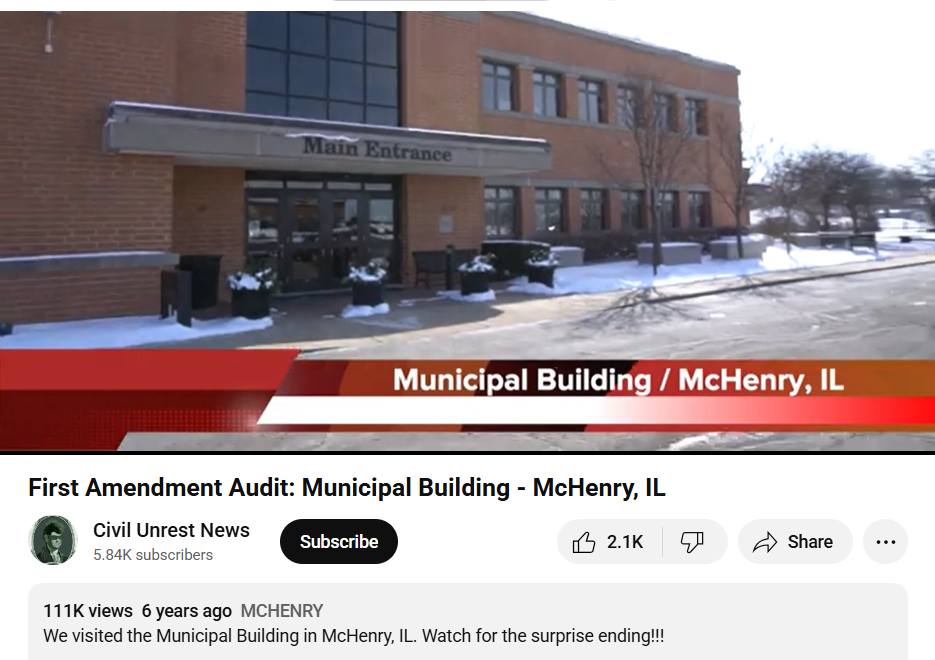 Main Entrance
Municipal Building / McHenry, IL
First Amendment Audit: Municipal Building - McHenry, IL
Civil Unrest News
5.84K subscribers
Subscribe
2.1K
Share
111K views 6 years ago MCHENRY
We visited the Municipal Building in McHenry, IL. Watch for the surprise ending!!!